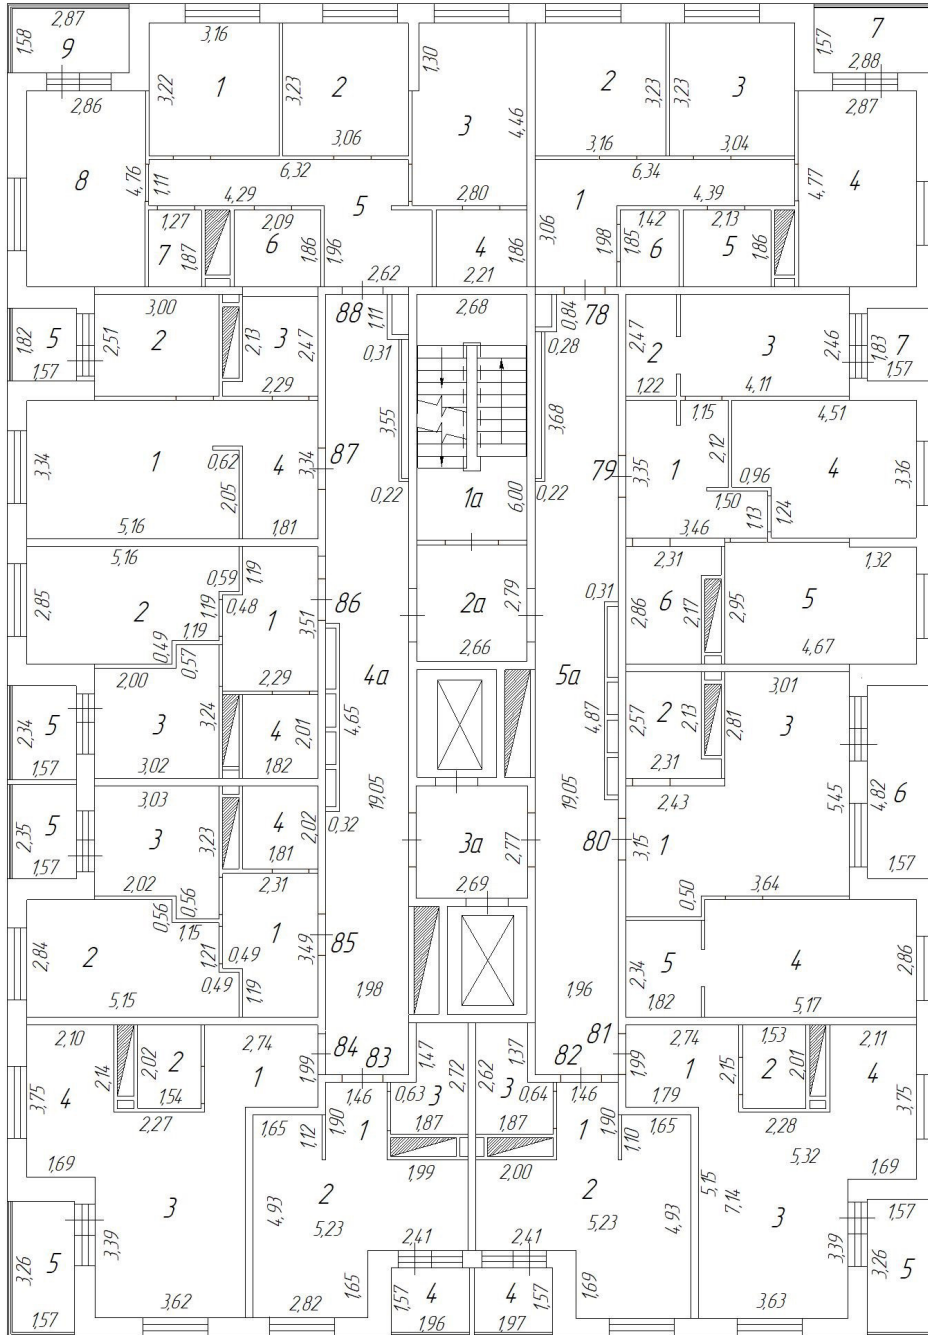 2,87 7
1,58 9 3,16 1,30 1,57 2,88
2,86 3,22 1 3,23 2 3 4,46 2 3,23 3,23 3 2,87
3,06 3,16 3,04
8 4,76 1,11 6,32 2,80 6,34 4,77 4
4,29 5 1 4,39
1,27 2,09 3,06 1,42 2,13
7 1,87 6 1,86 1,96 4 1,86 1,98 1,85 6 5 1,86
2,62 2,21
3,00 88 1,11 2,68 0,84 78
1,82 5 2,51 2 2,13 3 2,47 0,31 0,28 2,47 2 3 2,46 1,83 7
1,57 2,29 1,22 4,11 1,57
3,55 3,68 1,15 4,51
3,34 1 0,62 4 3,34 87 79 3,35 1 2,12 0,96 4 3,36
2,05 0,22 1а 6,00 0,22 1,50 1,13 1,24
5,16 1,81 3,46
5,16 0,59 1,19 2,31 1,32
2,85 2 1,19 0,48 1 3,51 86 2а 2,79 0,31 2,86 6 2,17 2,95 5
0,49 1,19 0,57 2,66 4,67
2,00 2,29 4а 5а 3,01
2,34 5 3 3,24 4 2,01 4,65 4,87 2,57 2 2,13 2,81 3
1,57 3,02 1,82 2,31
3,03 19,05 19,05 2,43 5,45 4,82 6
2,35 5 3 3,23 4 2,02 0,32 3а 2,77 80 3,15 1
1,57 2,02 0,56 1,81 2,69 1,57
0,56 2,31 0,50 3,64
2,84 2 1,15 1,21 0,49 1 3,49 85 2,34 5 4 2,86
5,15 0,49 1,19 1,98 1,96 1,82 5,17
2,10 2,74 84 83 1,47 1,37 81 2,74 1,53 2,11
3,75 4 2,14 2,02 2 1 1,99 2,72 2,62 82 1,99 1 2,15 2 2,01 4 3,75
1,54 1,46 0,63 3 3 0,64 1,46 1,79
2,27 1,65 1,12 1,90 1 1,87 1,87 1 1,90 1,10 1,65 2,28
1,69 1,99 2,00 5,32 1,69
3,26 5 3,39 3 4,93 2 2 4,93 5,15 7,14 3 3,39 1,57
5,23 5,23 3,26 5
2,41 2,41
1,57 3,62 2,82 1,65 1,57 4 4 1,57 1,69 3,63
1,96 1,97